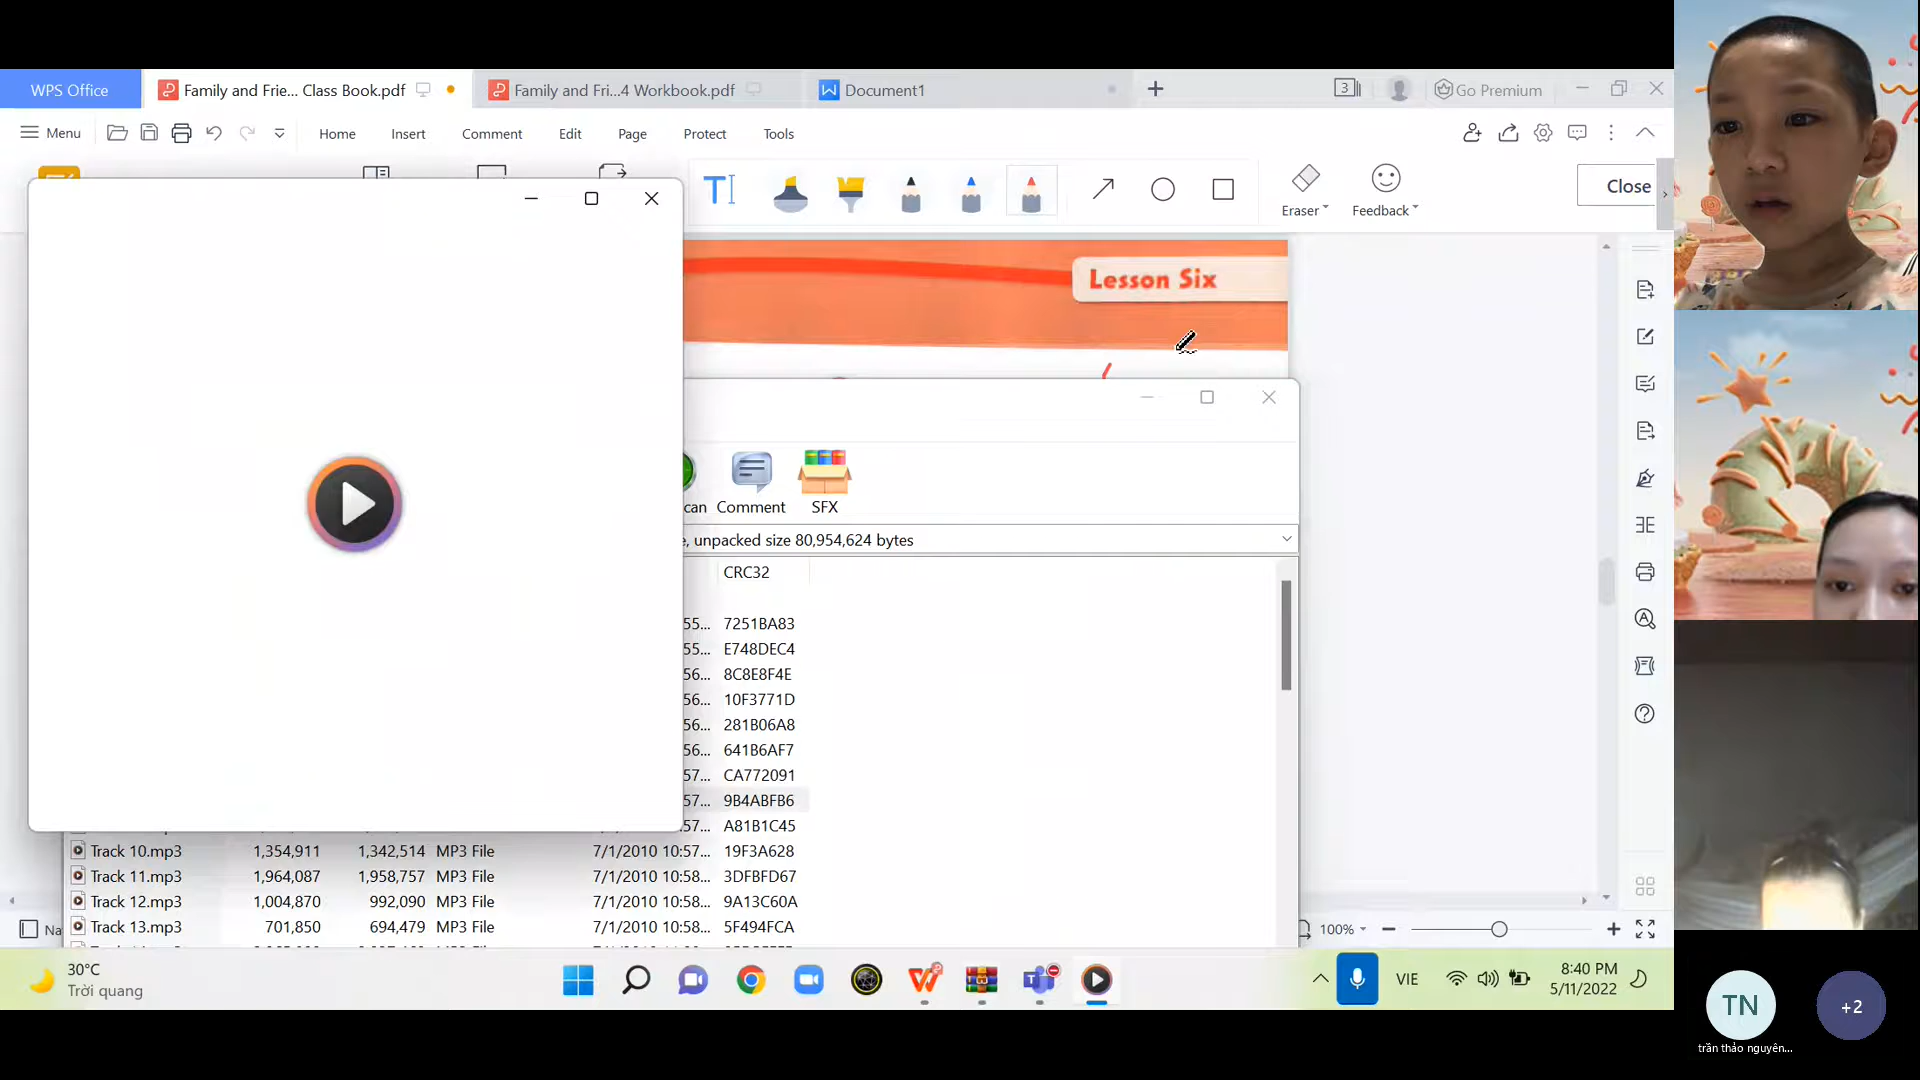 WPS Office
Family and Frie... Class Book.pdf
Family and Fri...4 Workbook.pdf
Document1
3
Go Premium
Menu
Home
Insert
Comment
Edit
Page
Protect
Tools
Eraser
Feedback
Close
Lesson Six
can
Comment
SFX
e, unpacked size 80,954,624 bytes
CRC32
55... 7251BA83
55... E748DEC4
56... 8C8E8F4E
56... 10F3771D
56... 281B06A8
56... 641B6AF7
57... CA772091
57... 9B4ABFB6
:57... A81B1C45
Track 10.mp3 1,354,911 1,342,514 MP3 File 7/1/2010 10:57... 19F3A628
Track 11.mp3 1,964,087 1,958,757 MP3 File 7/1/2010 10:58... 3DFBFD67
Track 12.mp3 1,004,870 992,090 MP3 File 7/1/2010 10:58... 9A13C60A
Track 13.mp3 701,850 694,479 MP3 File 7/1/2010 10:58... 5F494FCA
Na
100%
30°C
Trời quang
VIE
8:40 PM
5/11/2022
TN
+2
trần thảo nguyên...